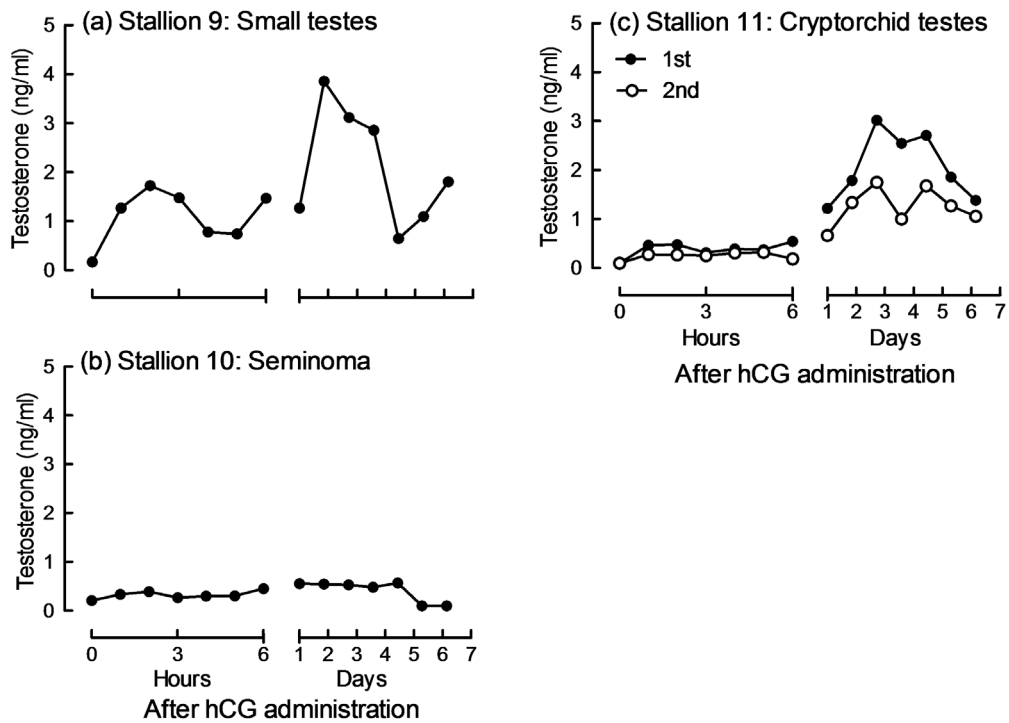 (a) Stallion 9: Small testes
Testosterone (ng/ml)
5
4
3
2
1
0
(b) Stallion 10: Seminoma
Testosterone (ng/ml)
5
4
3
2
1
0
0 3 6 1 2 3 4 5 6 7
Hours Days
After hCG administration
(c) Stallion 11: Cryptorchid testes
1st
2nd
Testosterone (ng/ml)
5
4
3
2
1
0
0 3 6 1 2 3 4 5 6 7
Hours Days
After hCG administration